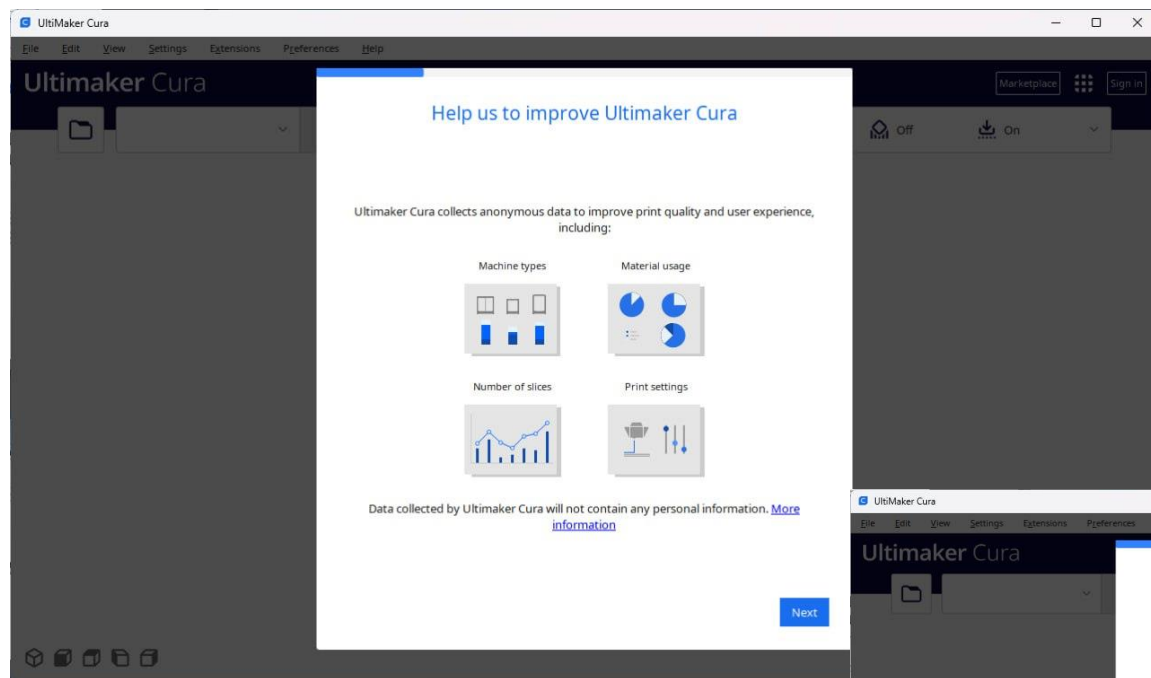 UltiMaker Cura
File Edit View Settings Extensions Preferences Help
Ultimaker Cura
Marketplace Sign in
Off On
Help us to improve Ultimaker Cura
Ultimaker Cura collects anonymous data to improve print quality and user experience,
including:
Machine types Material usage
Number of slices Print settings
Data collected by Ultimaker Cura will not contain any personal information. More
information
Next
UltiMaker Cura
File Edit View Settings Extensions Preferences
Ultimaker Cura